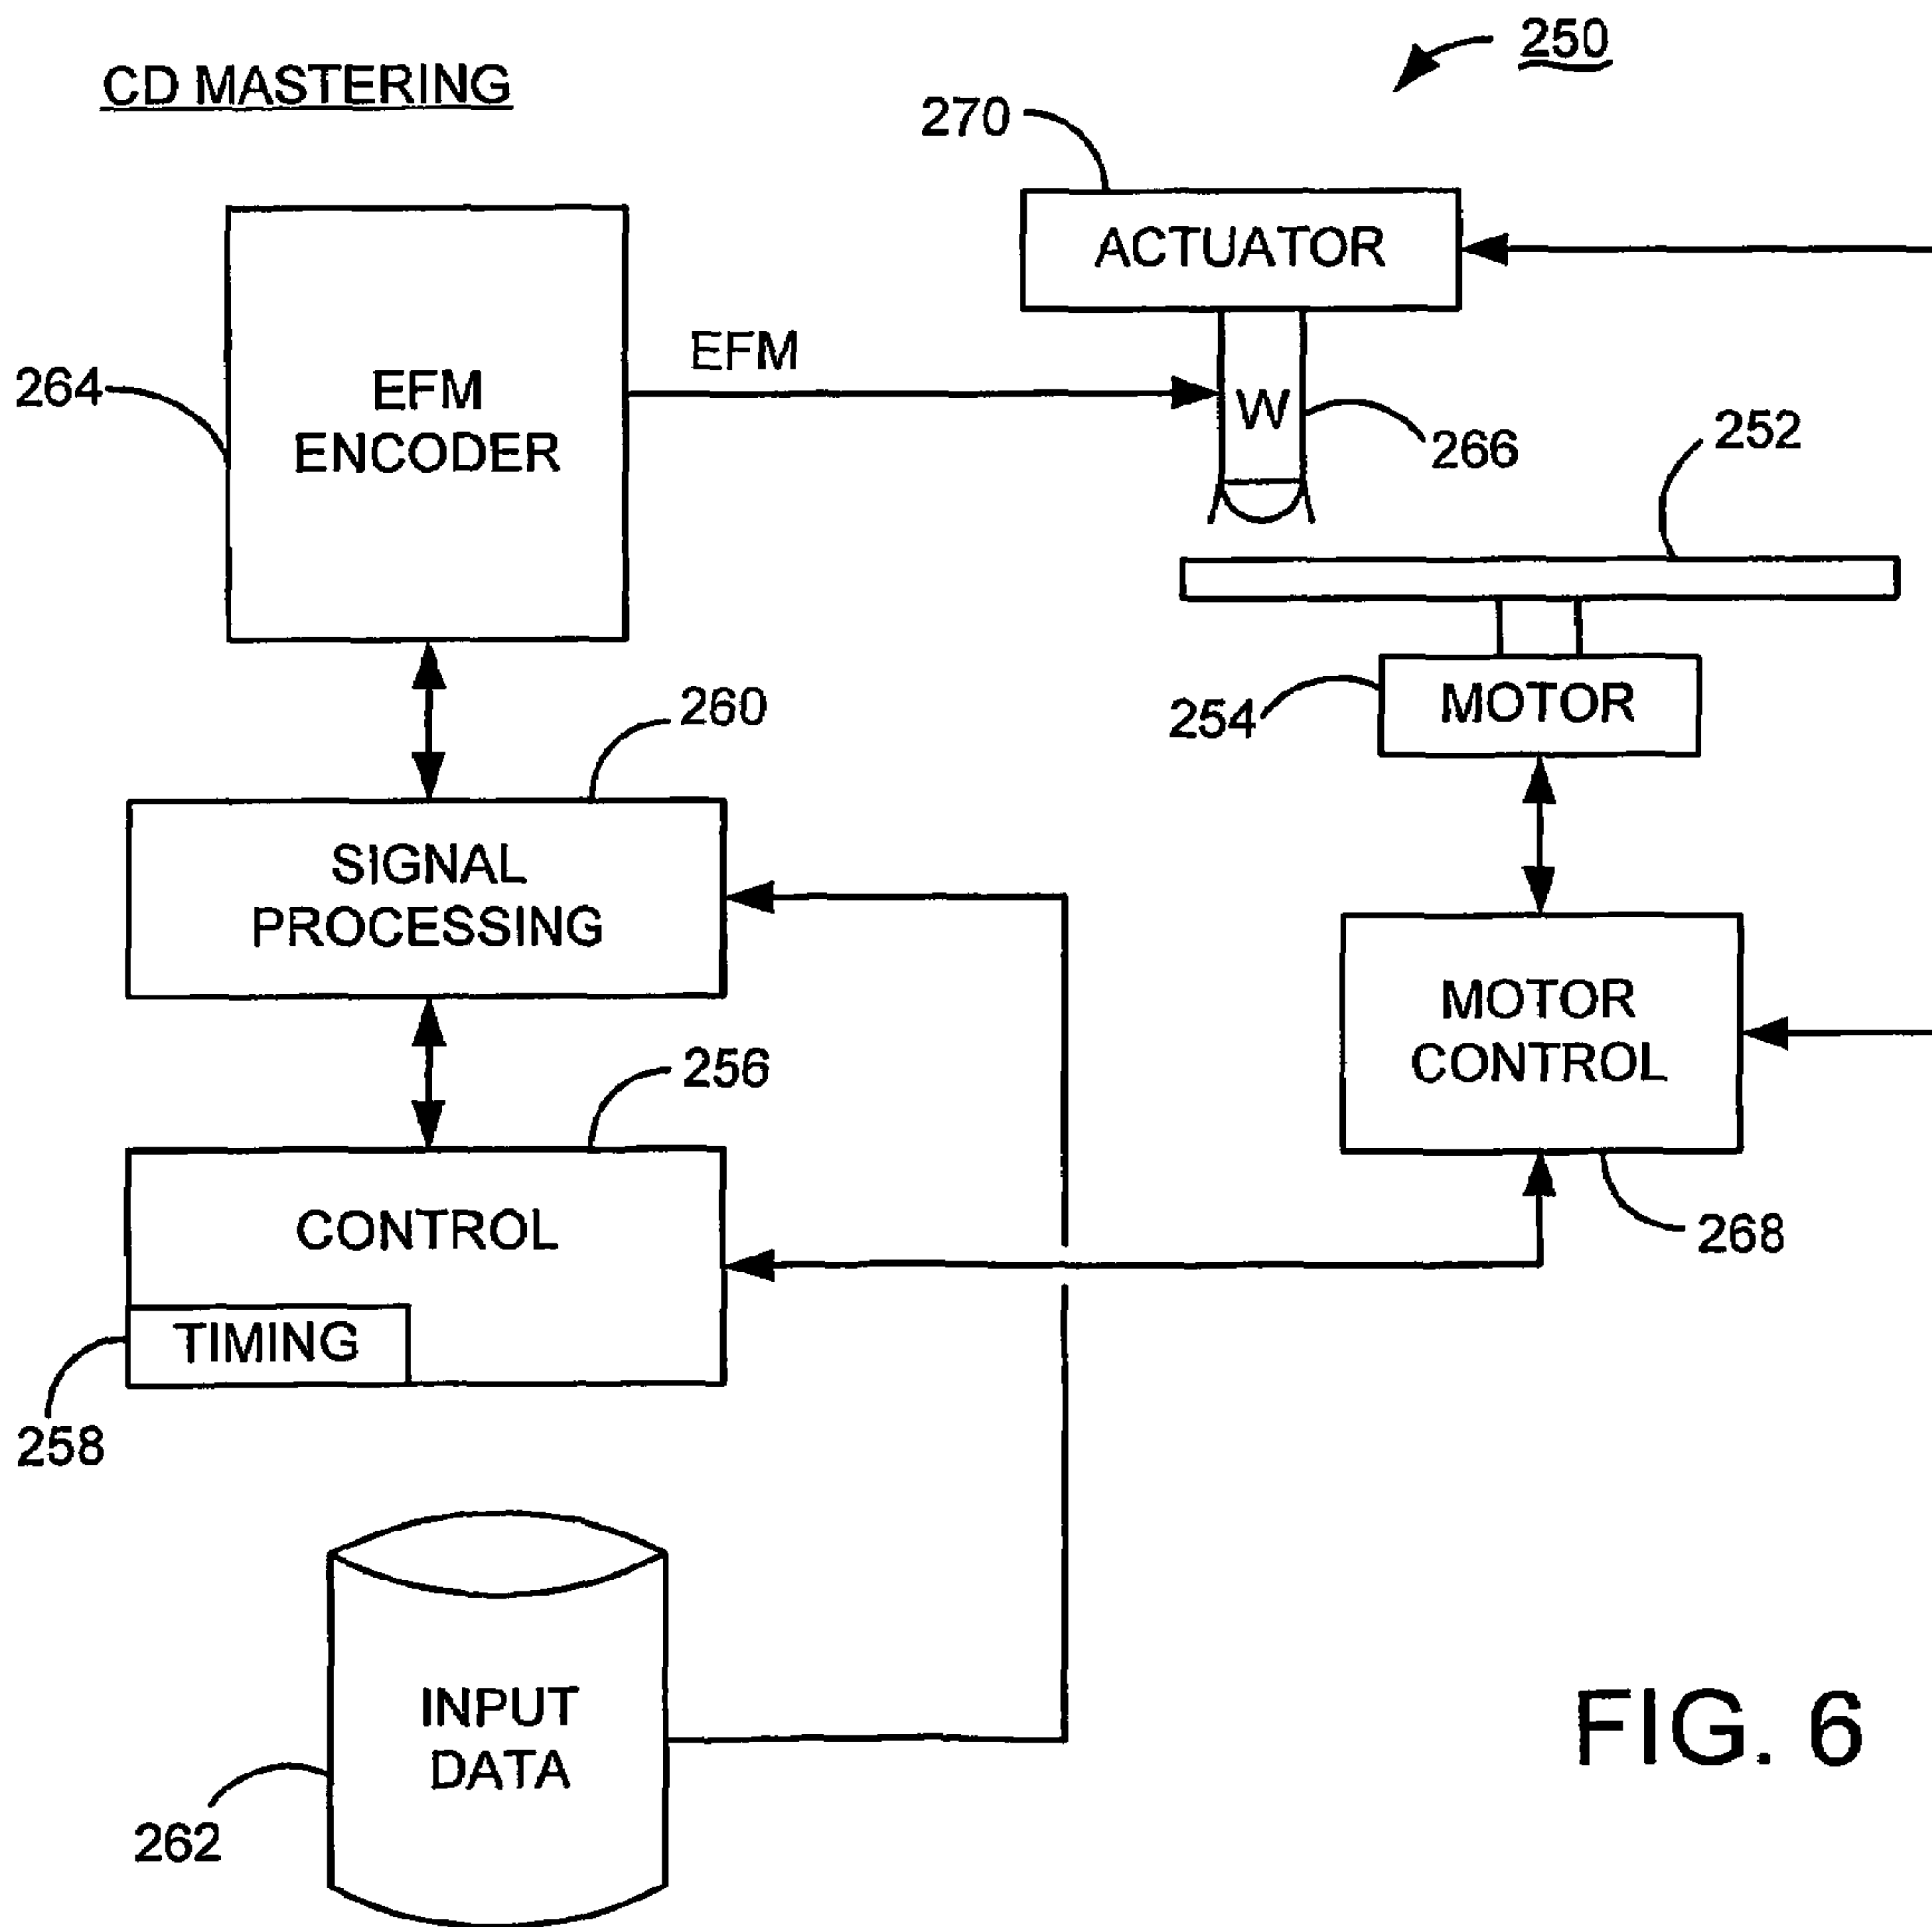 CD MASTERING
250
270
ACTUATOR
EFM
264
EFM
ENCODER
W
266
252
260
254
MOTOR
SIGNAL
PROCESSING
MOTOR
CONTROL
256
CONTROL
268
TIMING
258
INPUT
DATA
262
FIG. 6